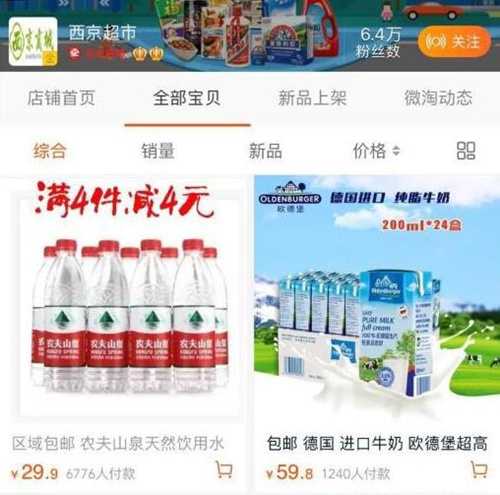 西京超市
6.4万
粉丝数
关注
店铺首页 全部宝贝 新品上架 微淘动态
综合 销量 新品 价格
满4件减4元
农夫山泉
OLDENBURGER
欧德堡
德国进口 纯脂牛奶
200ml*24盒
PURE MILK
full cream
区域包邮 农夫山泉天然饮用水
¥29.9 6776人付款
包邮 德国 进口牛奶 欧德堡超高
¥59.8 1240人付款